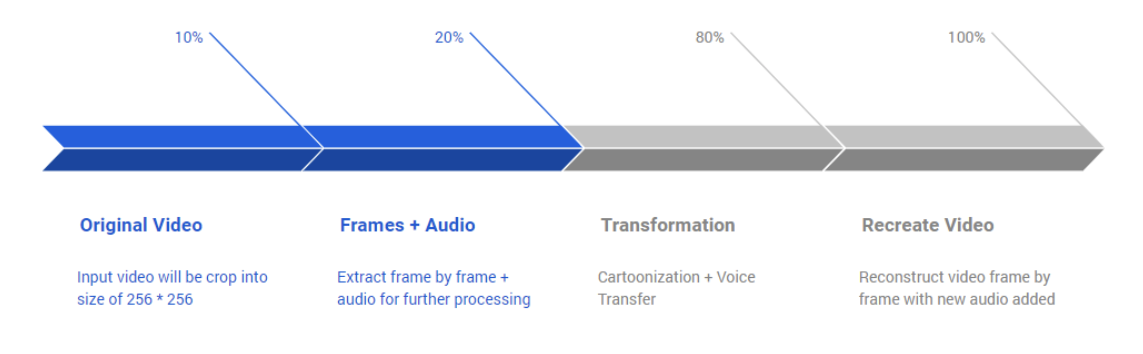 10%
20%
80%
100%
Original Video
Input video will be crop into
size of 256 * 256
Frames + Audio
Extract frame by frame +
audio for further processing
Transformation
Cartoonization + Voice
Transfer
Recreate Video
Reconstruct video frame by
frame with new audio added